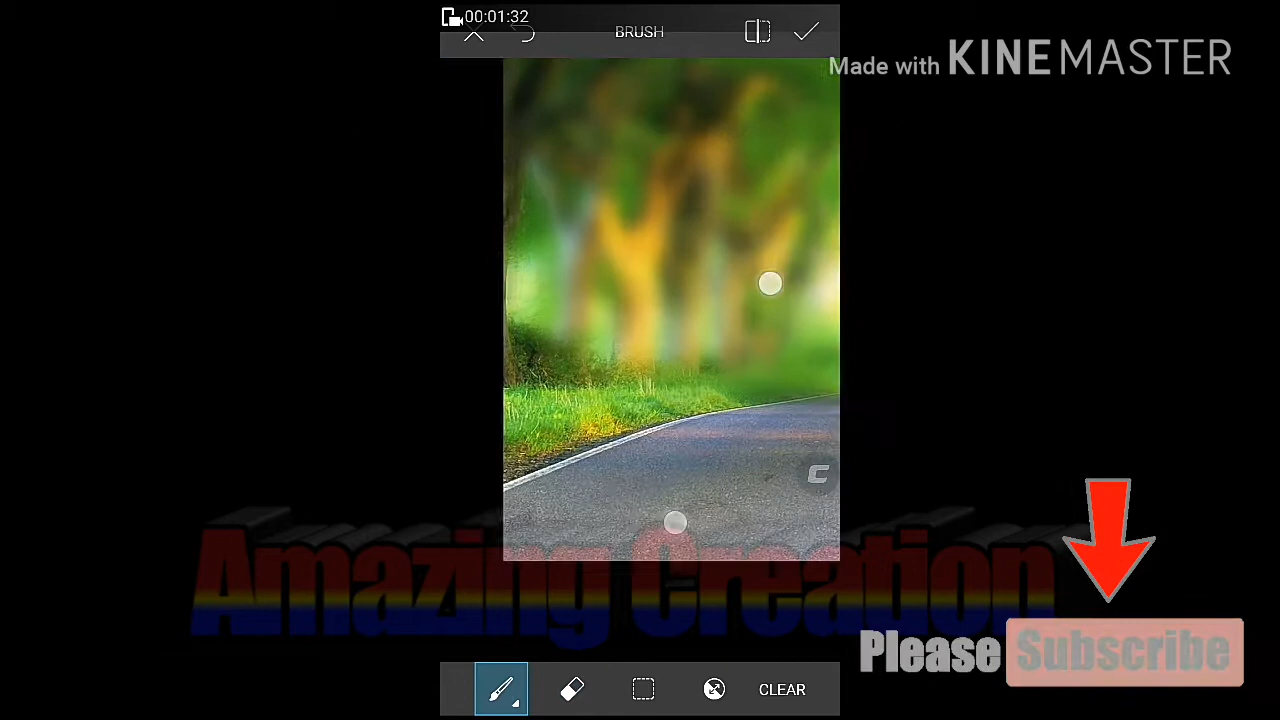 00:01:32
BRUSH
Made with KINEMASTER
Amazing Creation
Please Subscribe
CLEAR